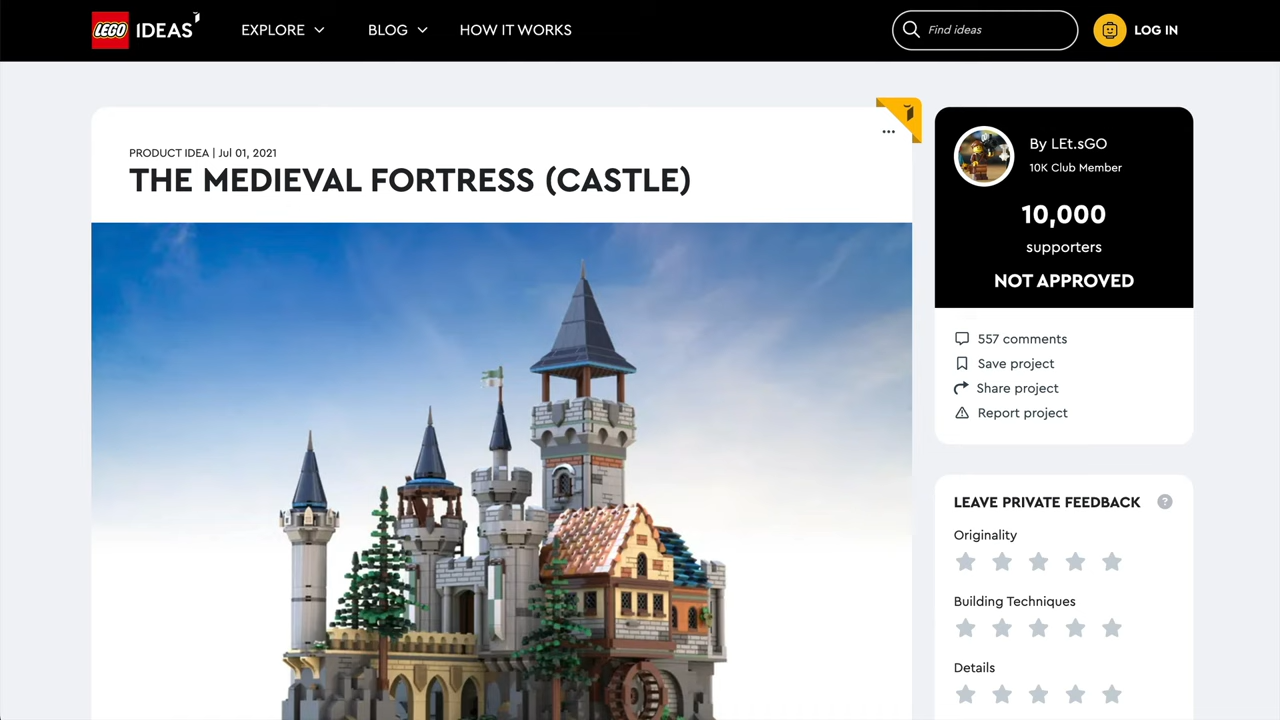 LEGO IDEAS
EXPLORE
BLOG
HOW IT WORKS
Find ideas
LOG IN
...
PRODUCT IDEA | Jul 01, 2021
THE MEDIEVAL FORTRESS (CASTLE)
By LEt.sGO
10K Club Member
10,000
supporters
NOT APPROVED
557 comments
Save project
Share project
Report project
LEAVE PRIVATE FEEDBACK ?
Originality
Building Techniques
Details